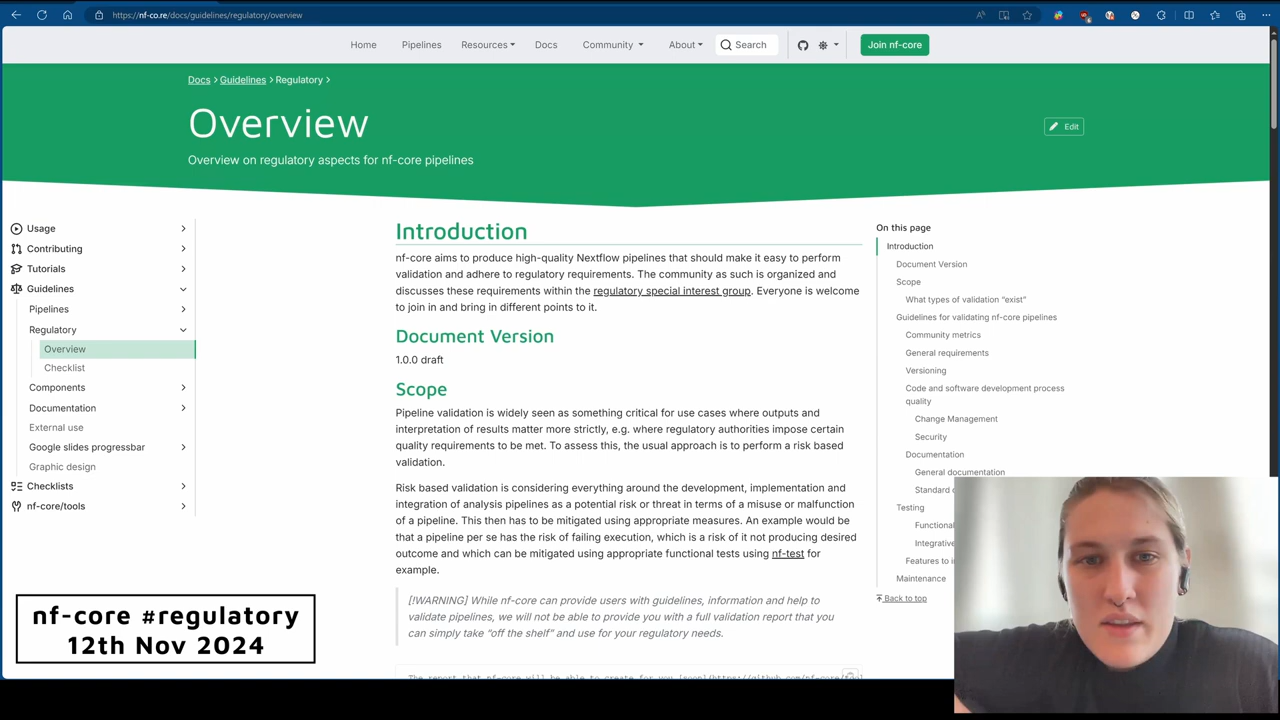 https://nf-co.re/docs/guidelines/regulatory/overview
Home Pipelines Resources Docs Community About Search Join nf-core
Docs > Guidelines > Regulatory >
Overview
Edit
Overview on regulatory aspects for nf-core pipelines
Usage
Contributing
Tutorials
Guidelines
Pipelines
Regulatory
Overview
Checklist
Components
Documentation
External use
Google slides progressbar
Graphic design
Checklists
nf-core/tools
Introduction
nf-core aims to produce high-quality Nextflow pipelines that should make it easy to perform
validation and adhere to regulatory requirements. The community as such is organized and
discusses these requirements within the regulatory special interest group. Everyone is welcome
to join in and bring in different points to it.
Document Version
1.0.0 draft
Scope
Pipeline validation is widely seen as something critical for use cases where outputs and
interpretation of results matter more strictly, e.g. where regulatory authorities impose certain
quality requirements to be met. To assess this, the usual approach is to perform a risk based
validation.
Risk based validation is considering everything around the development, implementation and
integration of analysis pipelines as a potential risk or threat in terms of a misuse or malfunction
of a pipeline. This then has to be mitigated using appropriate measures. An example would be
that a pipeline per se has the risk of failing execution, which is a risk of it not producing desired
outcome and which can be mitigated using appropriate functional tests using nf-test for
example.
[!WARNING] While nf-core can provide users with guidelines, information and help to
validate pipelines, we will not be able to provide you with a full validation report that you
can simply take “off the shelf” and use for your regulatory needs.
On this page
Introduction
Document Version
Scope
What types of validation “exist”
Guidelines for validating nf-core pipelines
Community metrics
General requirements
Versioning
Code and software development process
quality
Change Management
Security
Documentation
General documentation
Standard
Testing
Functional
Integrative
Features to
Maintenance
Back to top
nf-core #regulatory
12th Nov 2024